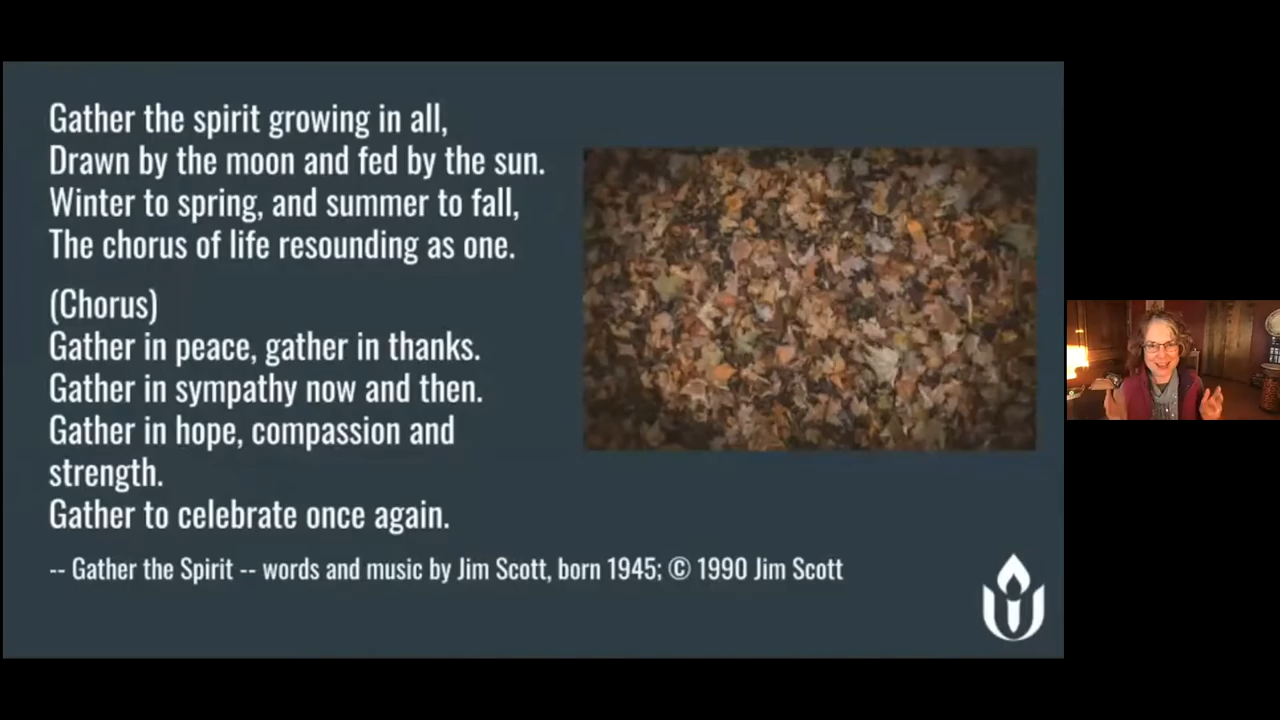 Gather the spirit growing in all,
Drawn by the moon and fed by the sun.
Winter to spring, and summer to fall,
The chorus of life resounding as one.
(Chorus)
Gather in peace, gather in thanks.
Gather in sympathy now and then.
Gather in hope, compassion and
strength.
Gather to celebrate once again.
-- Gather the Spirit -- words and music by Jim Scott, born 1945; © 1990 Jim Scott